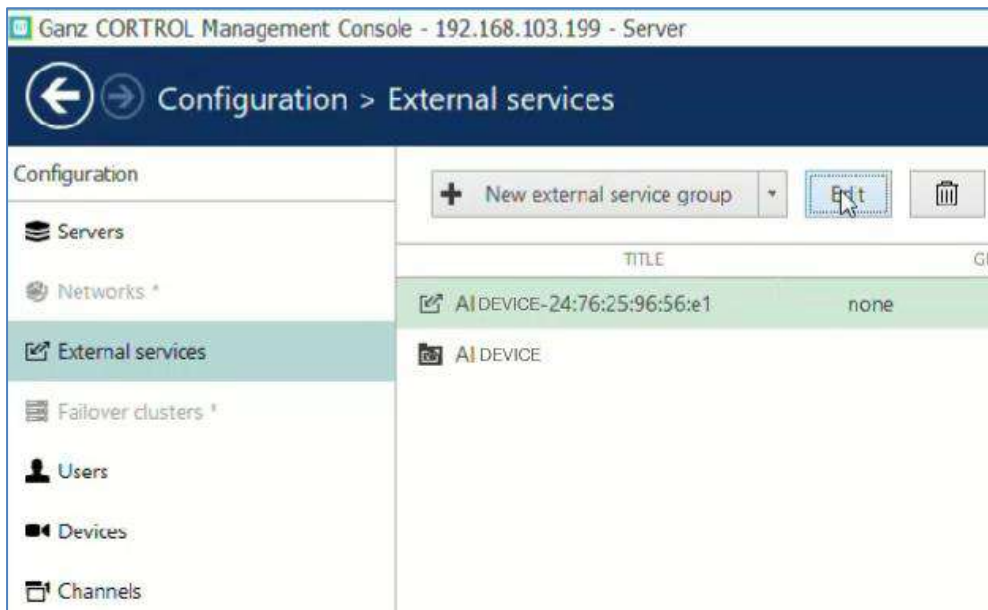 Ganz CORTROL Management Console - 192.168.103.199 - Server
Configuration > External services
Configuration
New external service group
Edit
Servers
TITLE
Networks *
AI DEVICE-24:76:25:96:56:e1 none
External services
AI DEVICE
Failover clusters *
Users
Devices
Channels